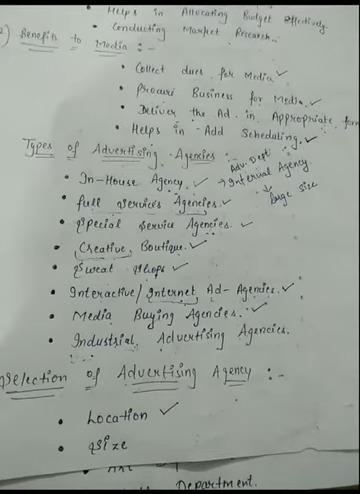 • Helps in Allocating Budget effectively.
• Conducting Market Research.
2) Benefits to Media :-
• Collect dues for Media ✓
• Procure Business for Media. ✓
• Deliver the Ad. in Appropriate form
• Helps in Add Scheduling. ✓
Types of Advertising Agencies :-
Adv. Dept
• In-House Agency. ✓ → Internal Agency.
↓ large size
• full services Agencies. ✓
• Special service Agencies. ✓
• Creative Boutique. ✓
• Sweat Shops ✓
• Interactive/Internet Ad-Agencies. ✓
• Media Buying Agencies. ✓
• Industrial Advertising Agencies.
Selection of Advertising Agency :-
• Location ✓
• Size
Department.